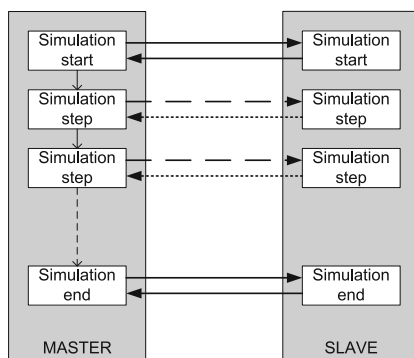 Simulation
start
Simulation
start
Simulation
step
Simulation
step
Simulation
step
Simulation
step
Simulation
end
Simulation
end
MASTER
SLAVE